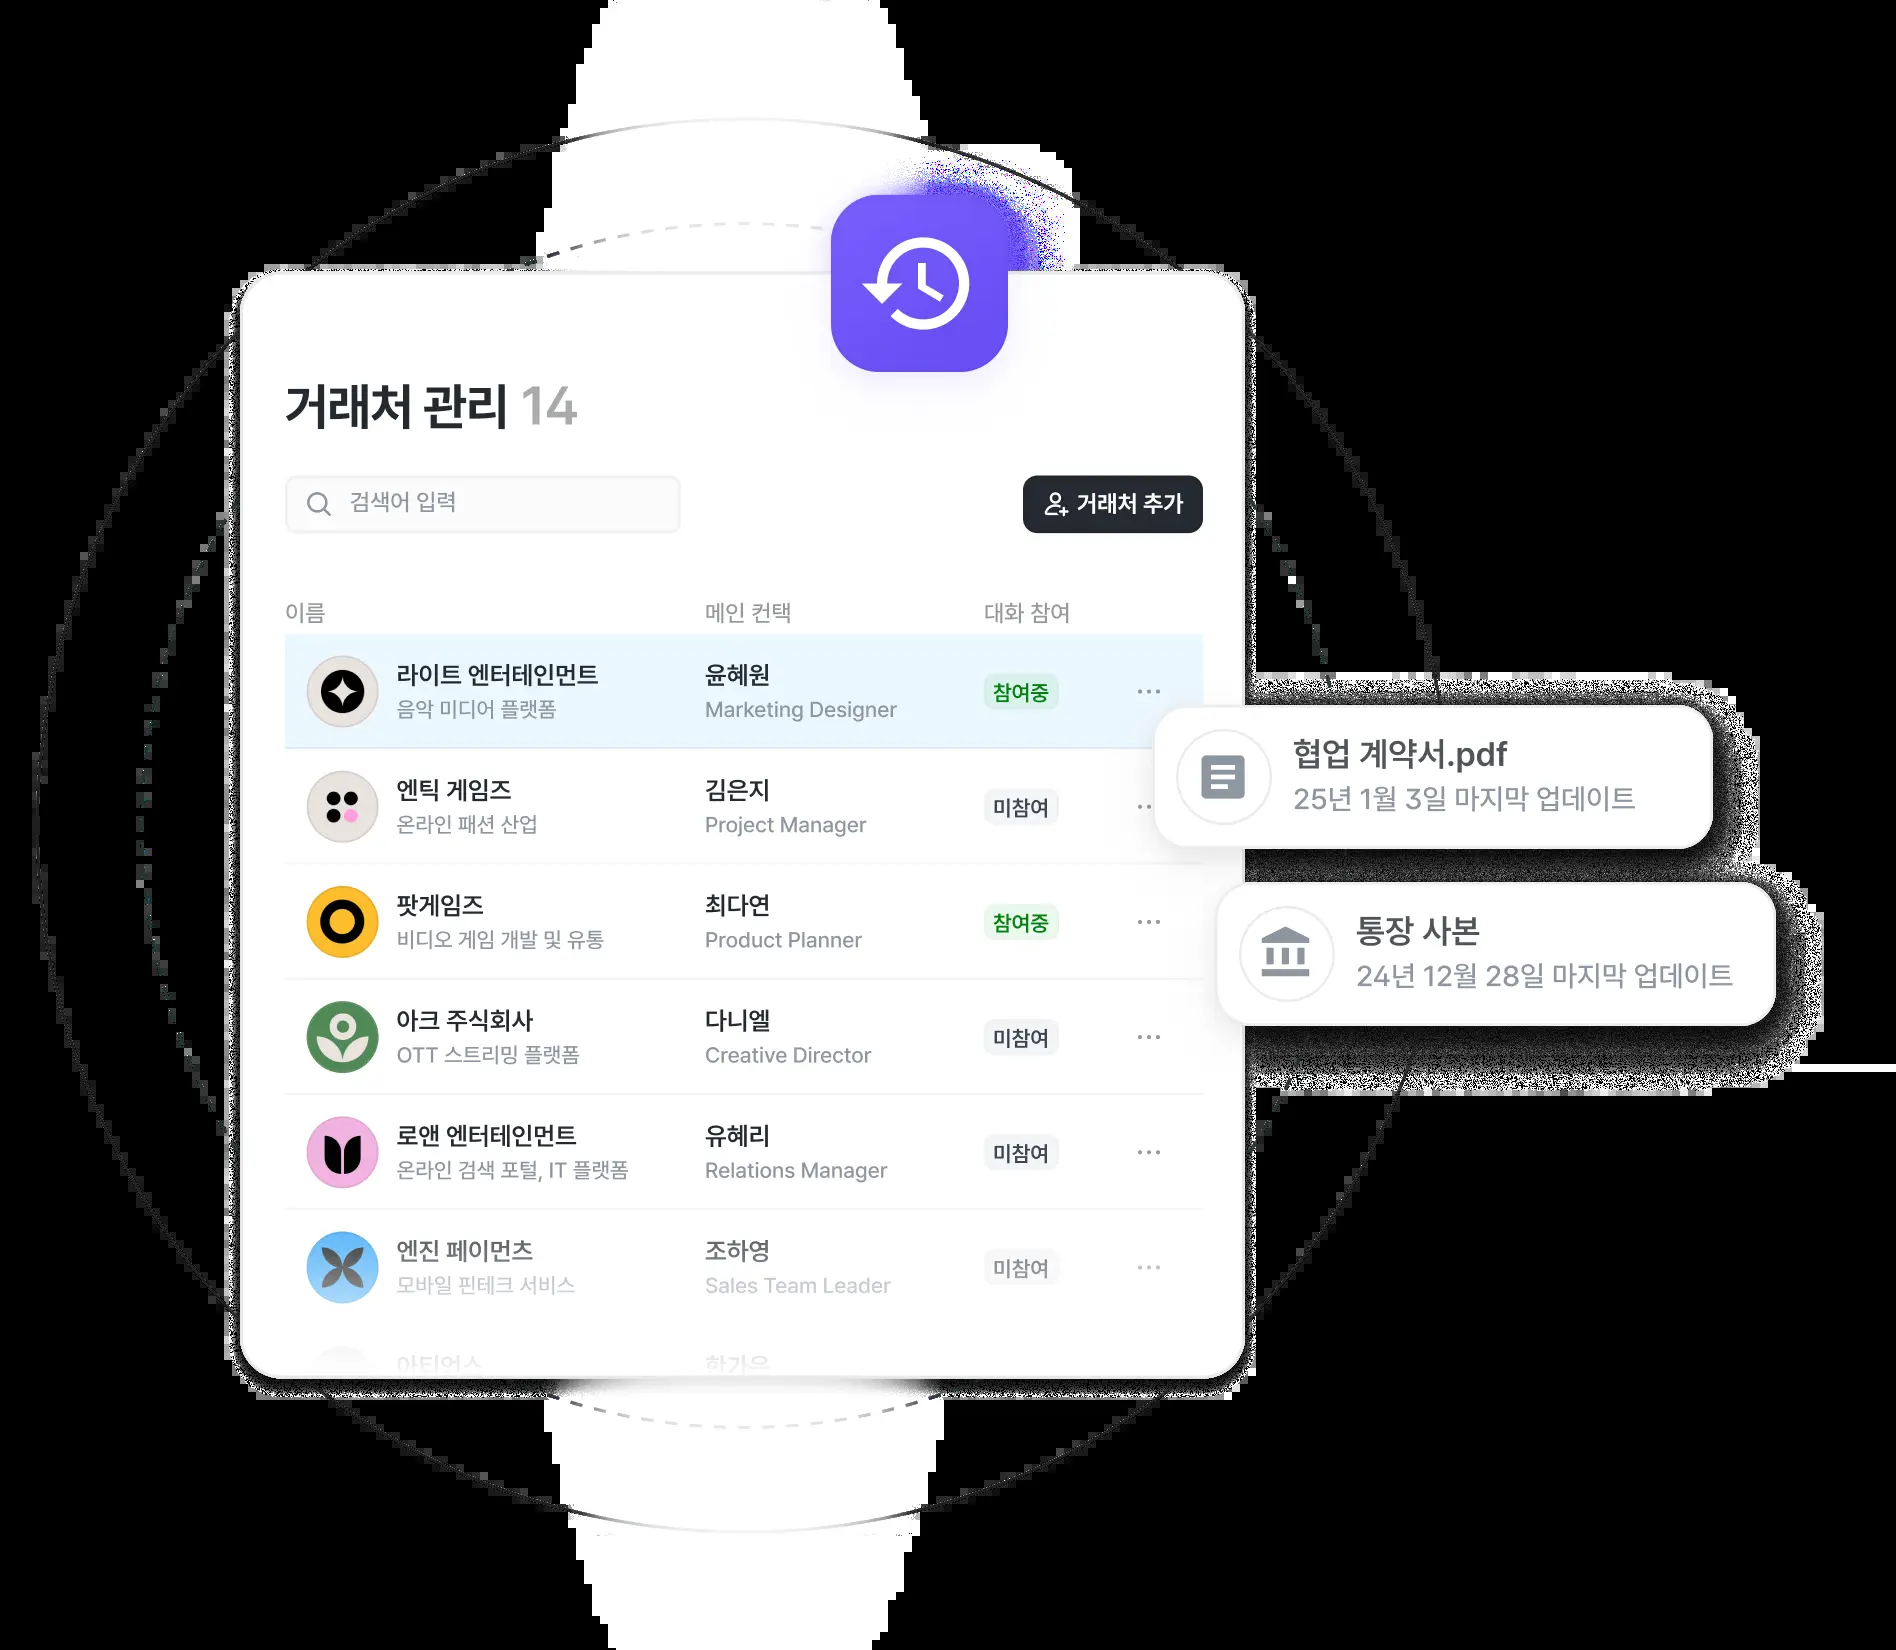 거래처 관리 14
검색어 입력
거래처 추가
이름 메인 컨택 대화 참여
라이트 엔터테인먼트 윤혜원 참여중
음악 미디어 플랫폼 Marketing Designer
협업 계약서.pdf
25년 1월 3일 마지막 업데이트
엔틱 게임즈 김은지 미참여
온라인 패션 산업 Project Manager
팟게임즈 최다연 참여중
비디오 게임 개발 및 유통 Product Planner
통장 사본
24년 12월 28일 마지막 업데이트
아크 주식회사 다니엘 미참여
OTT 스트리밍 플랫폼 Creative Director
로앤 엔터테인먼트 유혜리 미참여
온라인 검색 포털, IT 플랫폼 Relations Manager
엔진 페이먼츠 조하영 미참여
모바일 핀테크 서비스 Sales Team Leader